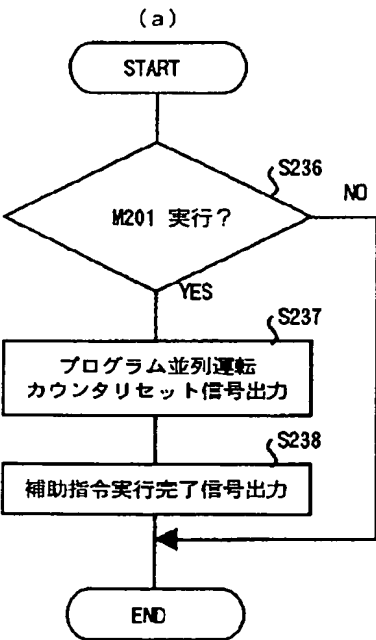 (a)
START
S236
NO
M201 実行?
YES
S237
プログラム並列運転
カウンタリセット信号出力
S238
補助指令実行完了信号出力
END